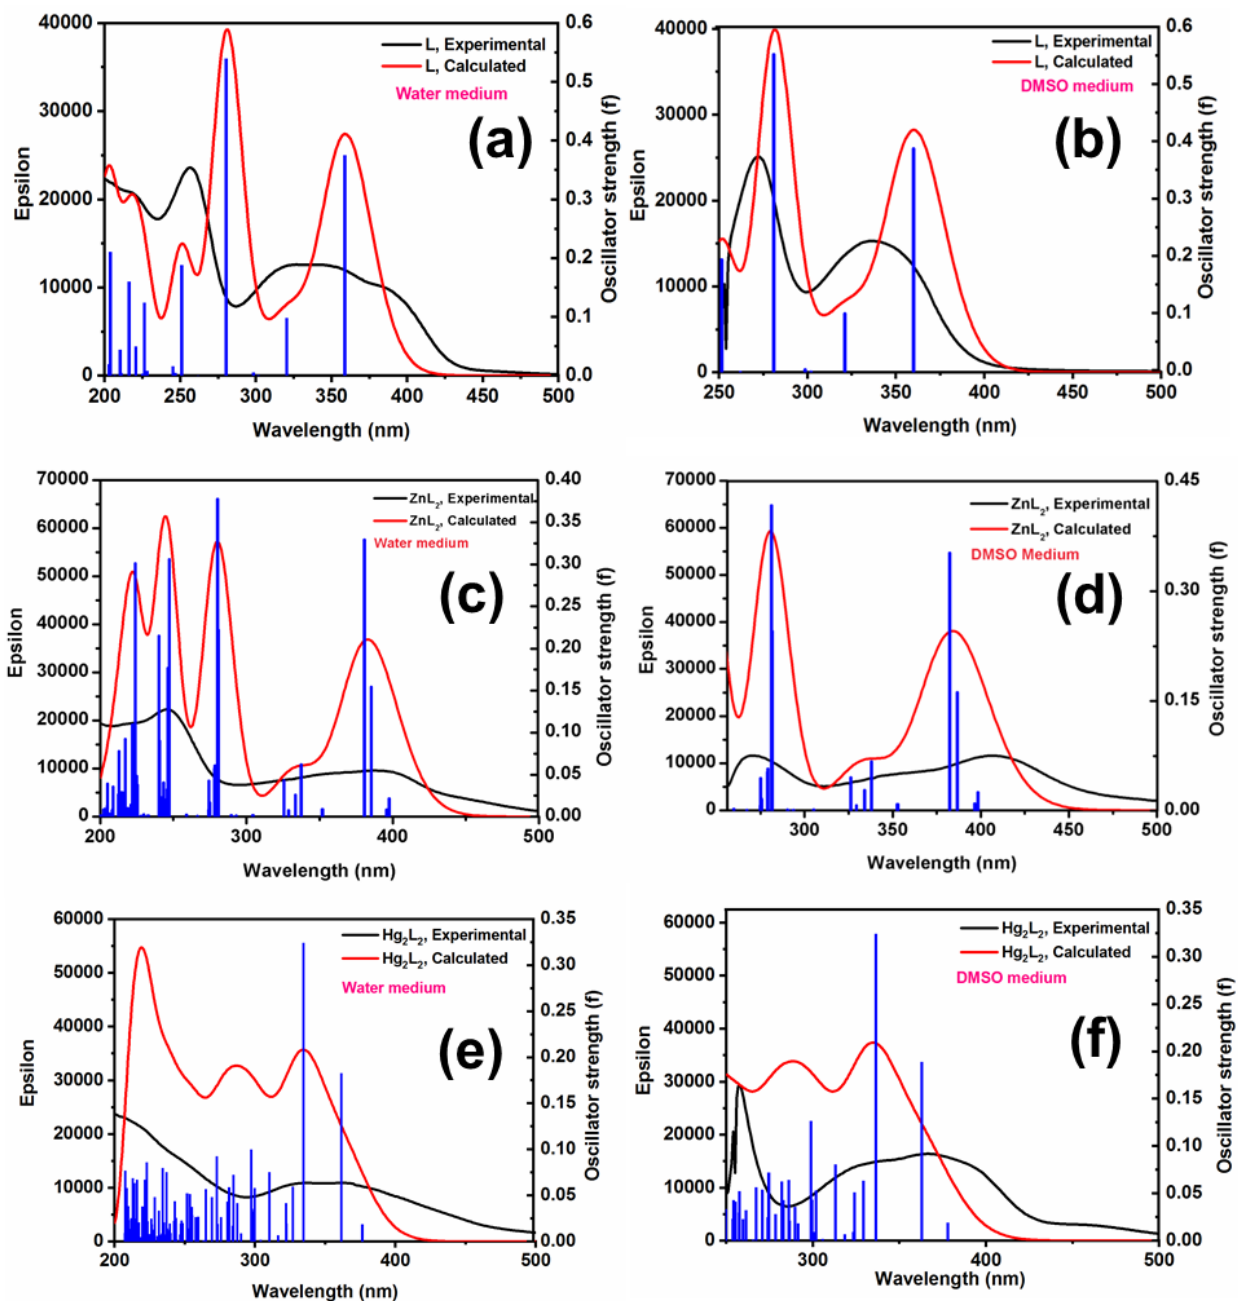 40000
30000
20000
10000
0
Epsilon
200 250 300 350 400 450 500
Wavelength (nm)
0.6
0.5
0.4
0.3
0.2
0.1
0.0
Oscillator strength (f)
L, Experimental
L, Calculated
Water medium
(a)
40000
30000
20000
10000
0
Epsilon
250 300 350 400 450 500
Wavelength (nm)
0.6
0.5
0.4
0.3
0.2
0.1
0.0
Oscillator strength (f)
L, Experimental
L, Calculated
DMSO medium
(b)
70000
60000
50000
40000
30000
20000
10000
0
Epsilon
200 250 300 350 400 450 500
Wavelength (nm)
0.40
0.35
0.30
0.25
0.20
0.15
0.10
0.05
0.00
Oscillator strength (f)
ZnL₂, Experimental
ZnL₂, Calculated
Water medium
(c)
70000
60000
50000
40000
30000
20000
10000
0
Epsilon
300 350 400 450 500
Wavelength (nm)
0.45
0.30
0.15
0.00
Oscillator strength (f)
ZnL₂, Experimental
ZnL₂, Calculated
DMSO Medium
(d)
60000
50000
40000
30000
20000
10000
0
Epsilon
200 300 400 500
Wavelength (nm)
0.35
0.30
0.25
0.20
0.15
0.10
0.05
0.00
Oscillator strength (f)
Hg₂L₂, Experimental
Hg₂L₂, Calculated
Water medium
(e)
60000
50000
40000
30000
20000
10000
0
Epsilon
300 400 500
Wavelength (nm)
0.35
0.30
0.25
0.20
0.15
0.10
0.05
0.00
Oscillator strength (f)
Hg₂L₂, Experimental
Hg₂L₂, Calculated
DMSO medium
(f)